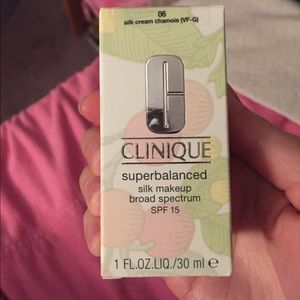 06
silk cream chamois (VF-G)
CLINIQUE
superbalanced
silk makeup
broad spectrum
SPF 15
1 FL.OZ.LIQ./30 ml ℮